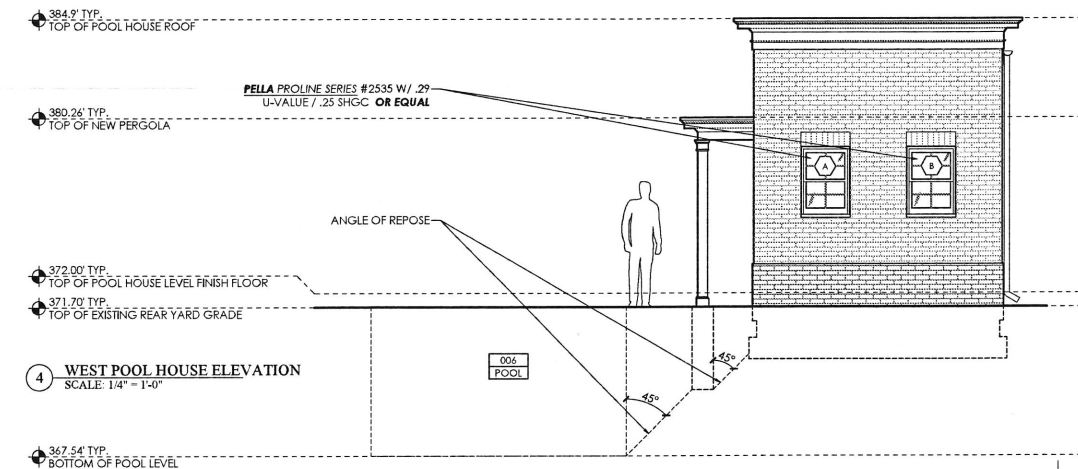 384.9' TYP.
TOP OF POOL HOUSE ROOF
PELLA PROLINE SERIES #2535 W/ .29
U-VALUE / .25 SHGC OR EQUAL
380.26' TYP.
TOP OF NEW PERGOLA
A
B
ANGLE OF REPOSE
372.00' TYP.
TOP OF POOL HOUSE LEVEL FINISH FLOOR
371.70' TYP.
TOP OF EXISTING REAR YARD GRADE
006
POOL
45°
45°
4
WEST POOL HOUSE ELEVATION
SCALE: 1/4" = 1'-0"
367.54' TYP.
BOTTOM OF POOL LEVEL